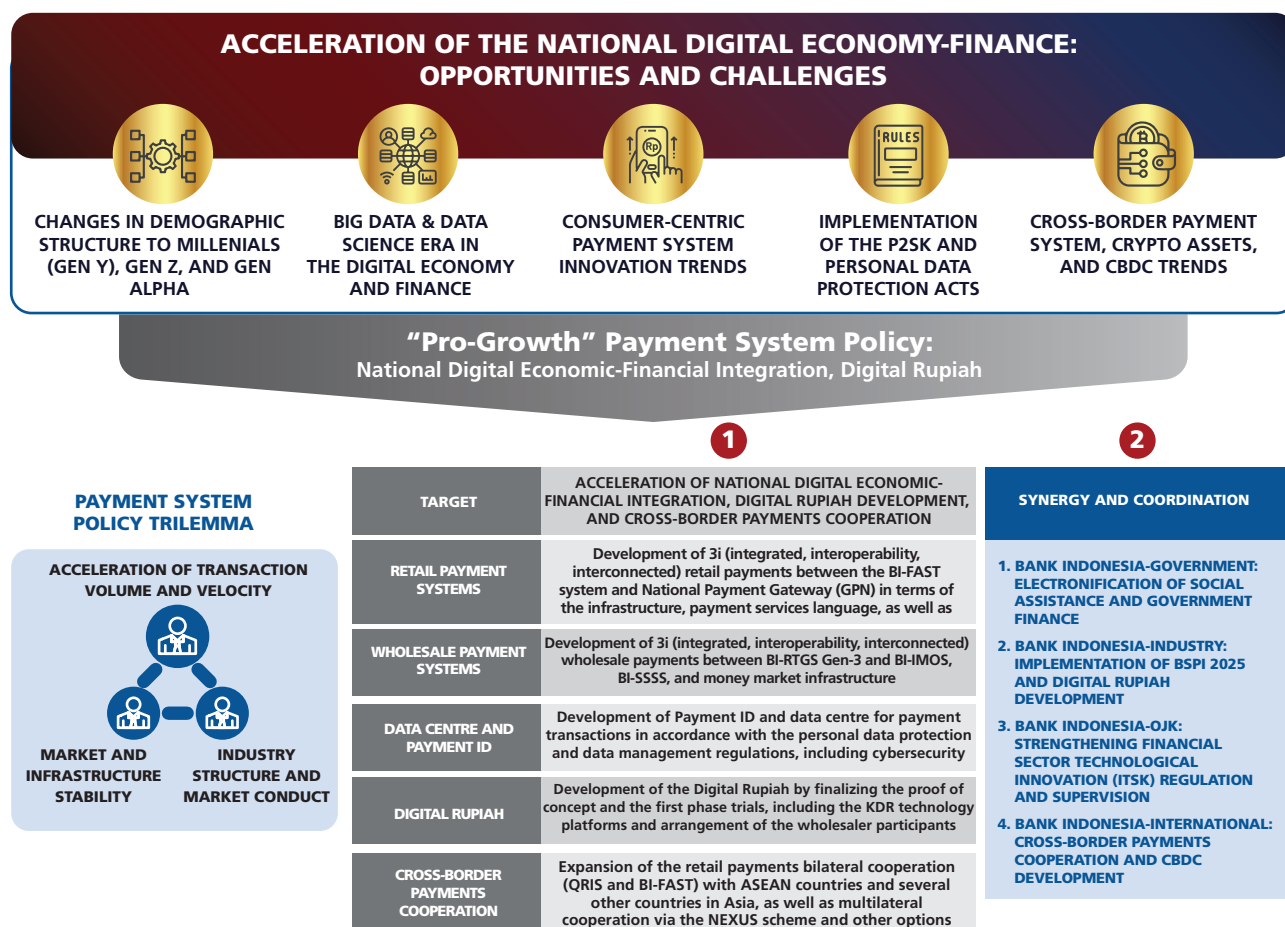 ACCELERATION OF THE NATIONAL DIGITAL ECONOMY-FINANCE:
OPPORTUNITIES AND CHALLENGES
RULES
Rp
CHANGES IN DEMOGRAPHIC
STRUCTURE TO MILLENIALS
(GEN Y), GEN Z, AND GEN
ALPHA
BIG DATA & DATA
SCIENCE ERA IN
THE DIGITAL ECONOMY
AND FINANCE
CONSUMER-CENTRIC
PAYMENT SYSTEM
INNOVATION TRENDS
IMPLEMENTATION
OF THE P2SK AND
PERSONAL DATA
PROTECTION ACTS
CROSS-BORDER PAYMENT
SYSTEM, CRYPTO ASSETS,
AND CBDC TRENDS
“Pro-Growth” Payment System Policy:
National Digital Economic-Financial Integration, Digital Rupiah
PAYMENT SYSTEM
POLICY TRILEMMA
ACCELERATION OF TRANSACTION
VOLUME AND VELOCITY
MARKET AND
INFRASTRUCTURE
STABILITY
INDUSTRY
STRUCTURE AND
MARKET CONDUCT
1
TARGET
ACCELERATION OF NATIONAL DIGITAL ECONOMIC-
FINANCIAL INTEGRATION, DIGITAL RUPIAH DEVELOPMENT,
AND CROSS-BORDER PAYMENTS COOPERATION
RETAIL PAYMENT
SYSTEMS
Development of 3i (integrated, interoperability,
interconnected) retail payments between the BI-FAST
system and National Payment Gateway (GPN) in terms of
the infrastructure, payment services language, as well as
WHOLESALE PAYMENT
SYSTEMS
Development of 3i (integrated, interoperability, interconnected)
wholesale payments between BI-RTGS Gen-3 and BI-IMOS,
BI-SSSS, and money market infrastructure
DATA CENTRE AND
PAYMENT ID
Development of Payment ID and data centre for payment
transactions in accordance with the personal data protection
and data management regulations, including cybersecurity
DIGITAL RUPIAH
Development of the Digital Rupiah by finalizing the proof of
concept and the first phase trials, including the KDR technology
platforms and arrangement of the wholesaler participants
CROSS-BORDER
PAYMENTS
COOPERATION
Expansion of the retail payments bilateral cooperation
(QRIS and BI-FAST) with ASEAN countries and several
other countries in Asia, as well as multilateral
cooperation via the NEXUS scheme and other options
2
SYNERGY AND COORDINATION
1. BANK INDONESIA-GOVERNMENT:
ELECTRONIFICATION OF SOCIAL
ASSISTANCE AND GOVERNMENT
FINANCE
2. BANK INDONESIA-INDUSTRY:
IMPLEMENTATION OF BSPI 2025
AND DIGITAL RUPIAH
DEVELOPMENT
3. BANK INDONESIA-OJK:
STRENGTHENING FINANCIAL
SECTOR TECHNOLOGICAL
INNOVATION (ITSK) REGULATION
AND SUPERVISION
4. BANK INDONESIA-INTERNATIONAL:
CROSS-BORDER PAYMENTS
COOPERATION AND CBDC
DEVELOPMENT